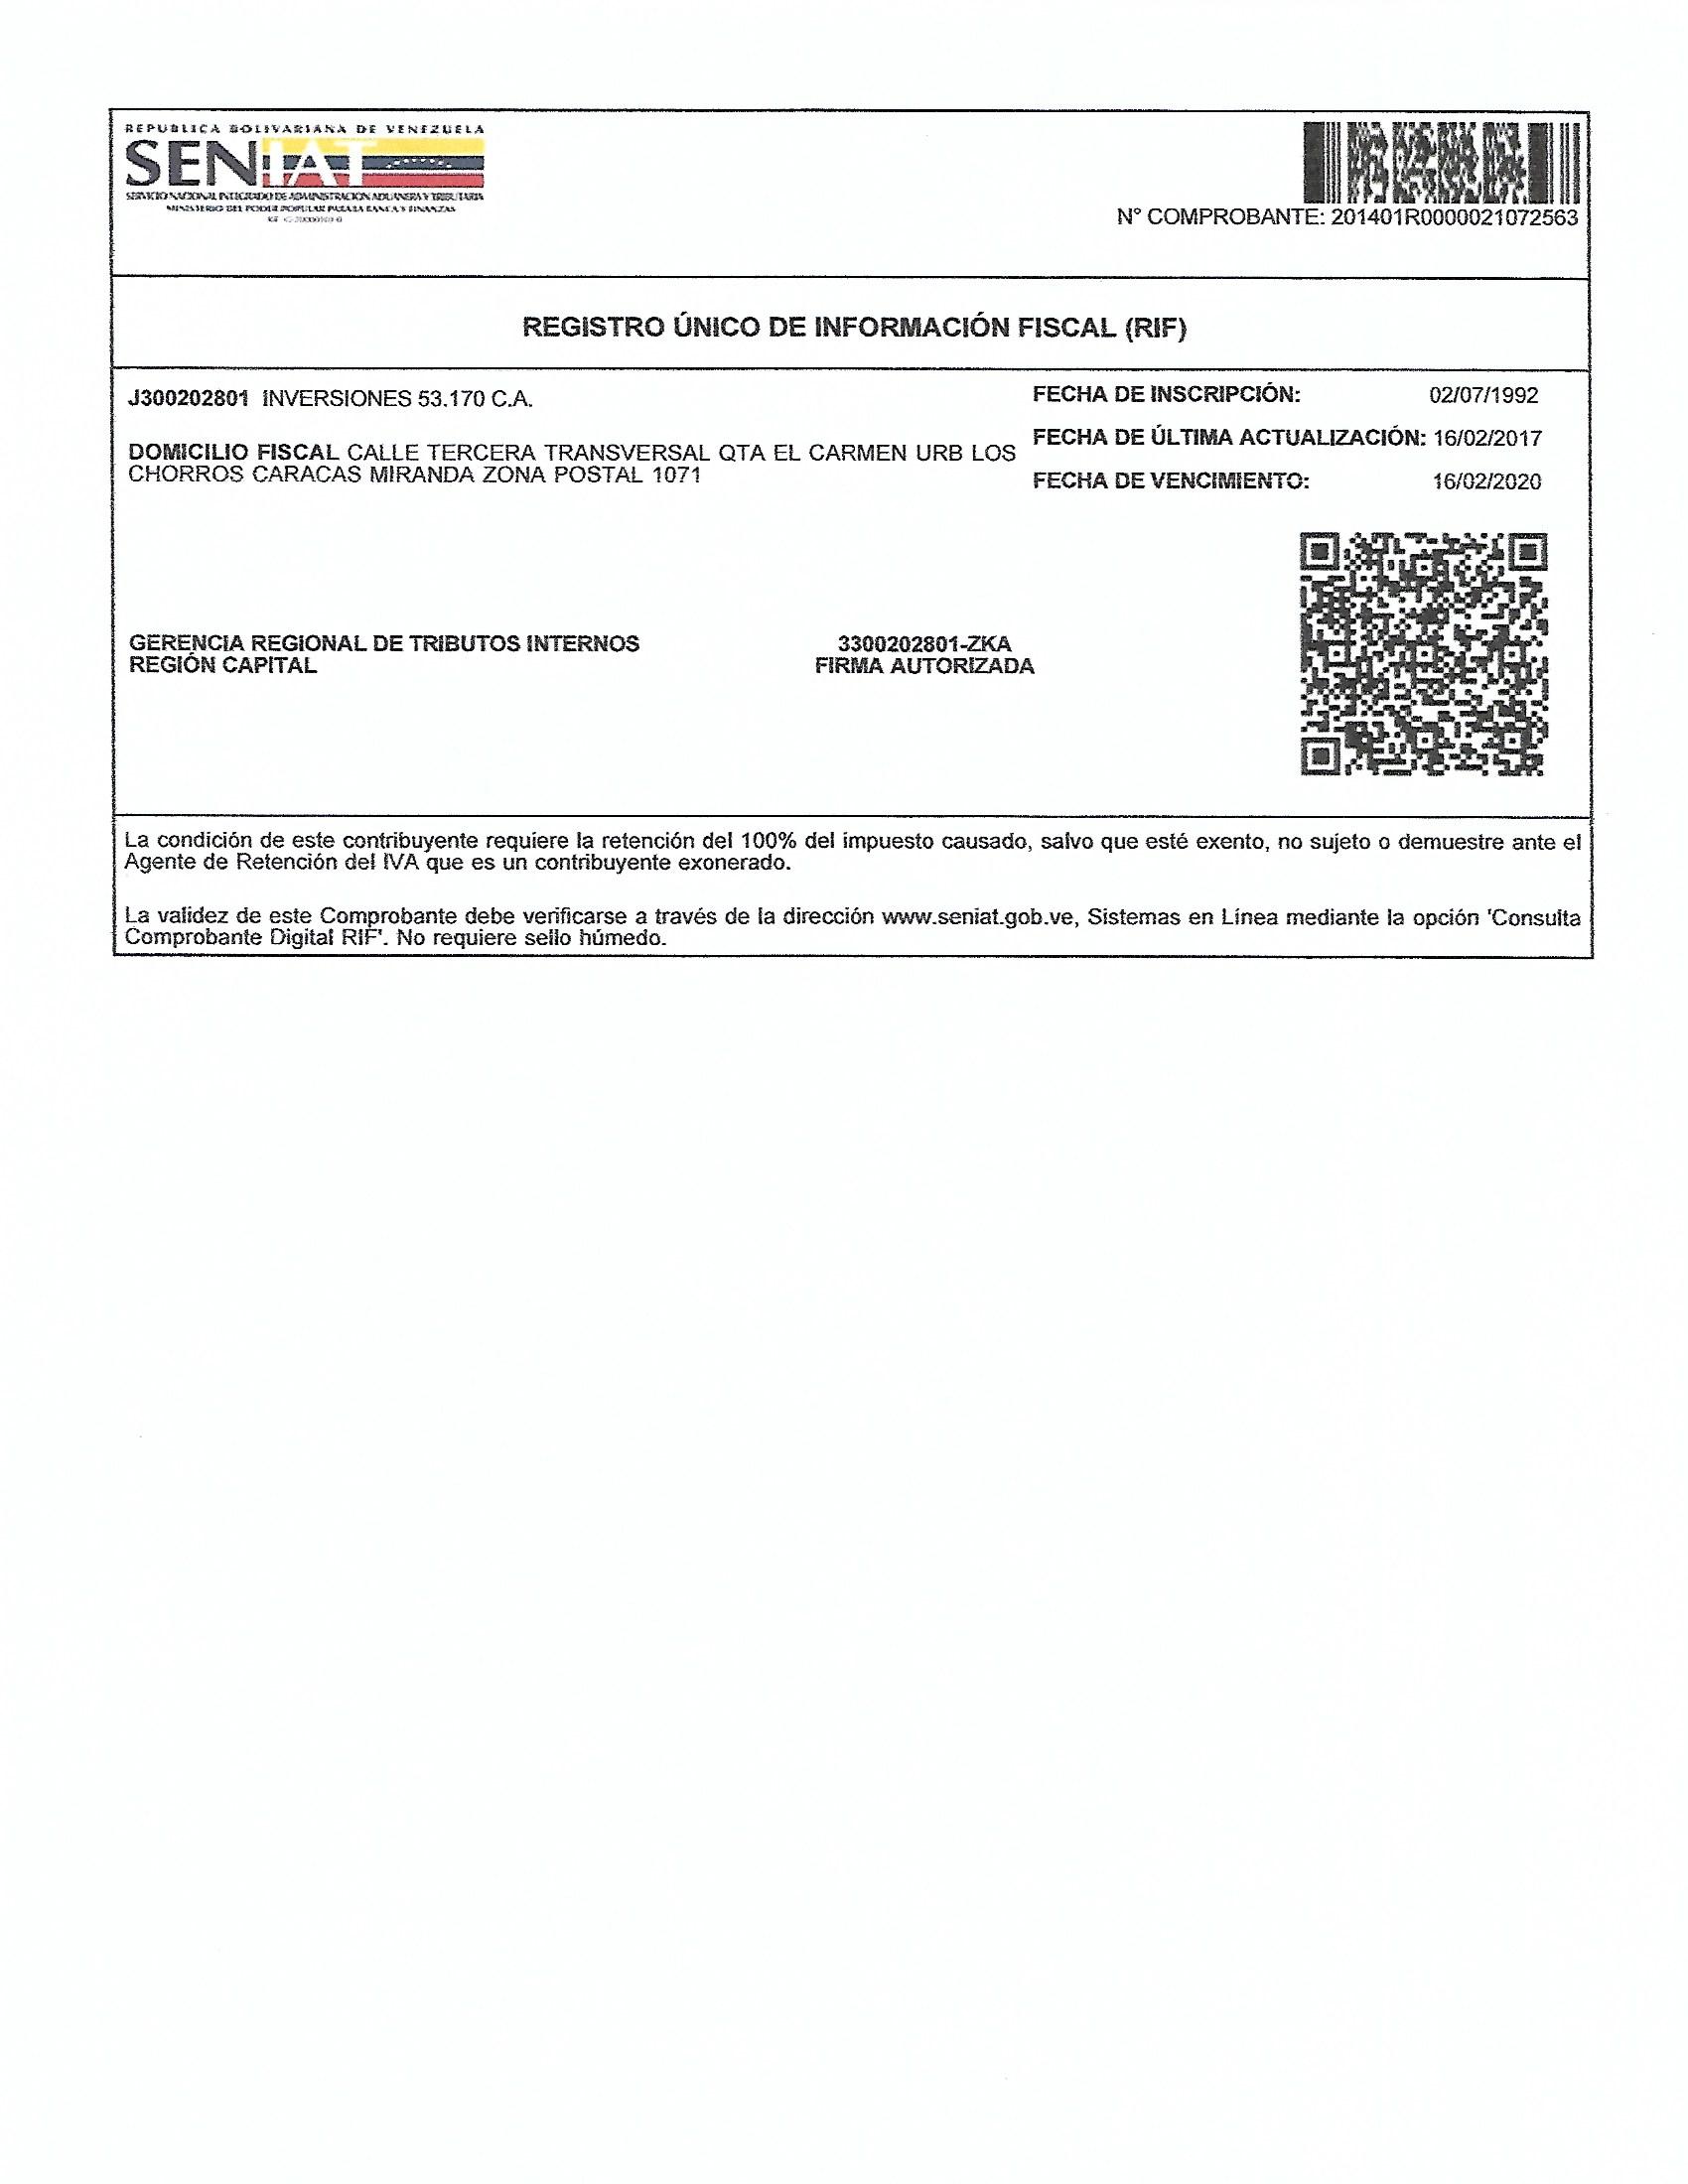 REPUBLICA BOLIVARIANA DE VENEZUELA
SENIAT
SERVICIO NACIONAL INTEGRADO DE ADMINISTRACION ADUANERA Y TRIBUTARIA
MINISTERIO DEL PODER POPULAR PARA LA BANCA Y FINANZAS
N° COMPROBANTE: 201401R0000021072563
REGISTRO ÚNICO DE INFORMACIÓN FISCAL (RIF)
J300202801 INVERSIONES 53.170 C.A.
FECHA DE INSCRIPCIÓN: 02/07/1992
DOMICILIO FISCAL CALLE TERCERA TRANSVERSAL QTA EL CARMEN URB LOS
CHORROS CARACAS MIRANDA ZONA POSTAL 1071
FECHA DE ÚLTIMA ACTUALIZACIÓN: 16/02/2017
FECHA DE VENCIMIENTO: 16/02/2020
GERENCIA REGIONAL DE TRIBUTOS INTERNOS
REGIÓN CAPITAL
3300202801-ZKA
FIRMA AUTORIZADA
La condición de este contribuyente requiere la retención del 100% del impuesto causado, salvo que esté exento, no sujeto o demuestre ante el
Agente de Retención del IVA que es un contribuyente exonerado.
La validez de este Comprobante debe verificarse a través de la dirección www.seniat.gob.ve, Sistemas en Línea mediante la opción 'Consulta
Comprobante Digital RIF'. No requiere sello húmedo.